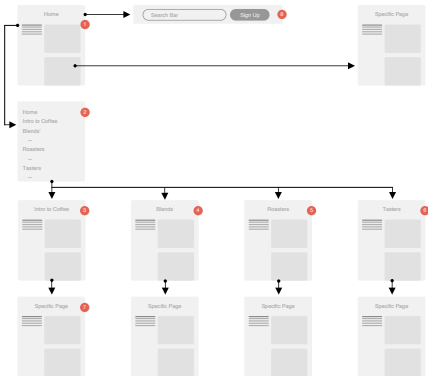 Home
1
Search Bar
Sign Up
8
Specific Page
Home
2
Intro to Coffee
Blends
...
Roasters
...
Tasters
...
Intro to Coffee
3
Blends
4
Roasters
5
Tasters
6
Specific Page
7
Specific Page
Specific Page
Specific Page